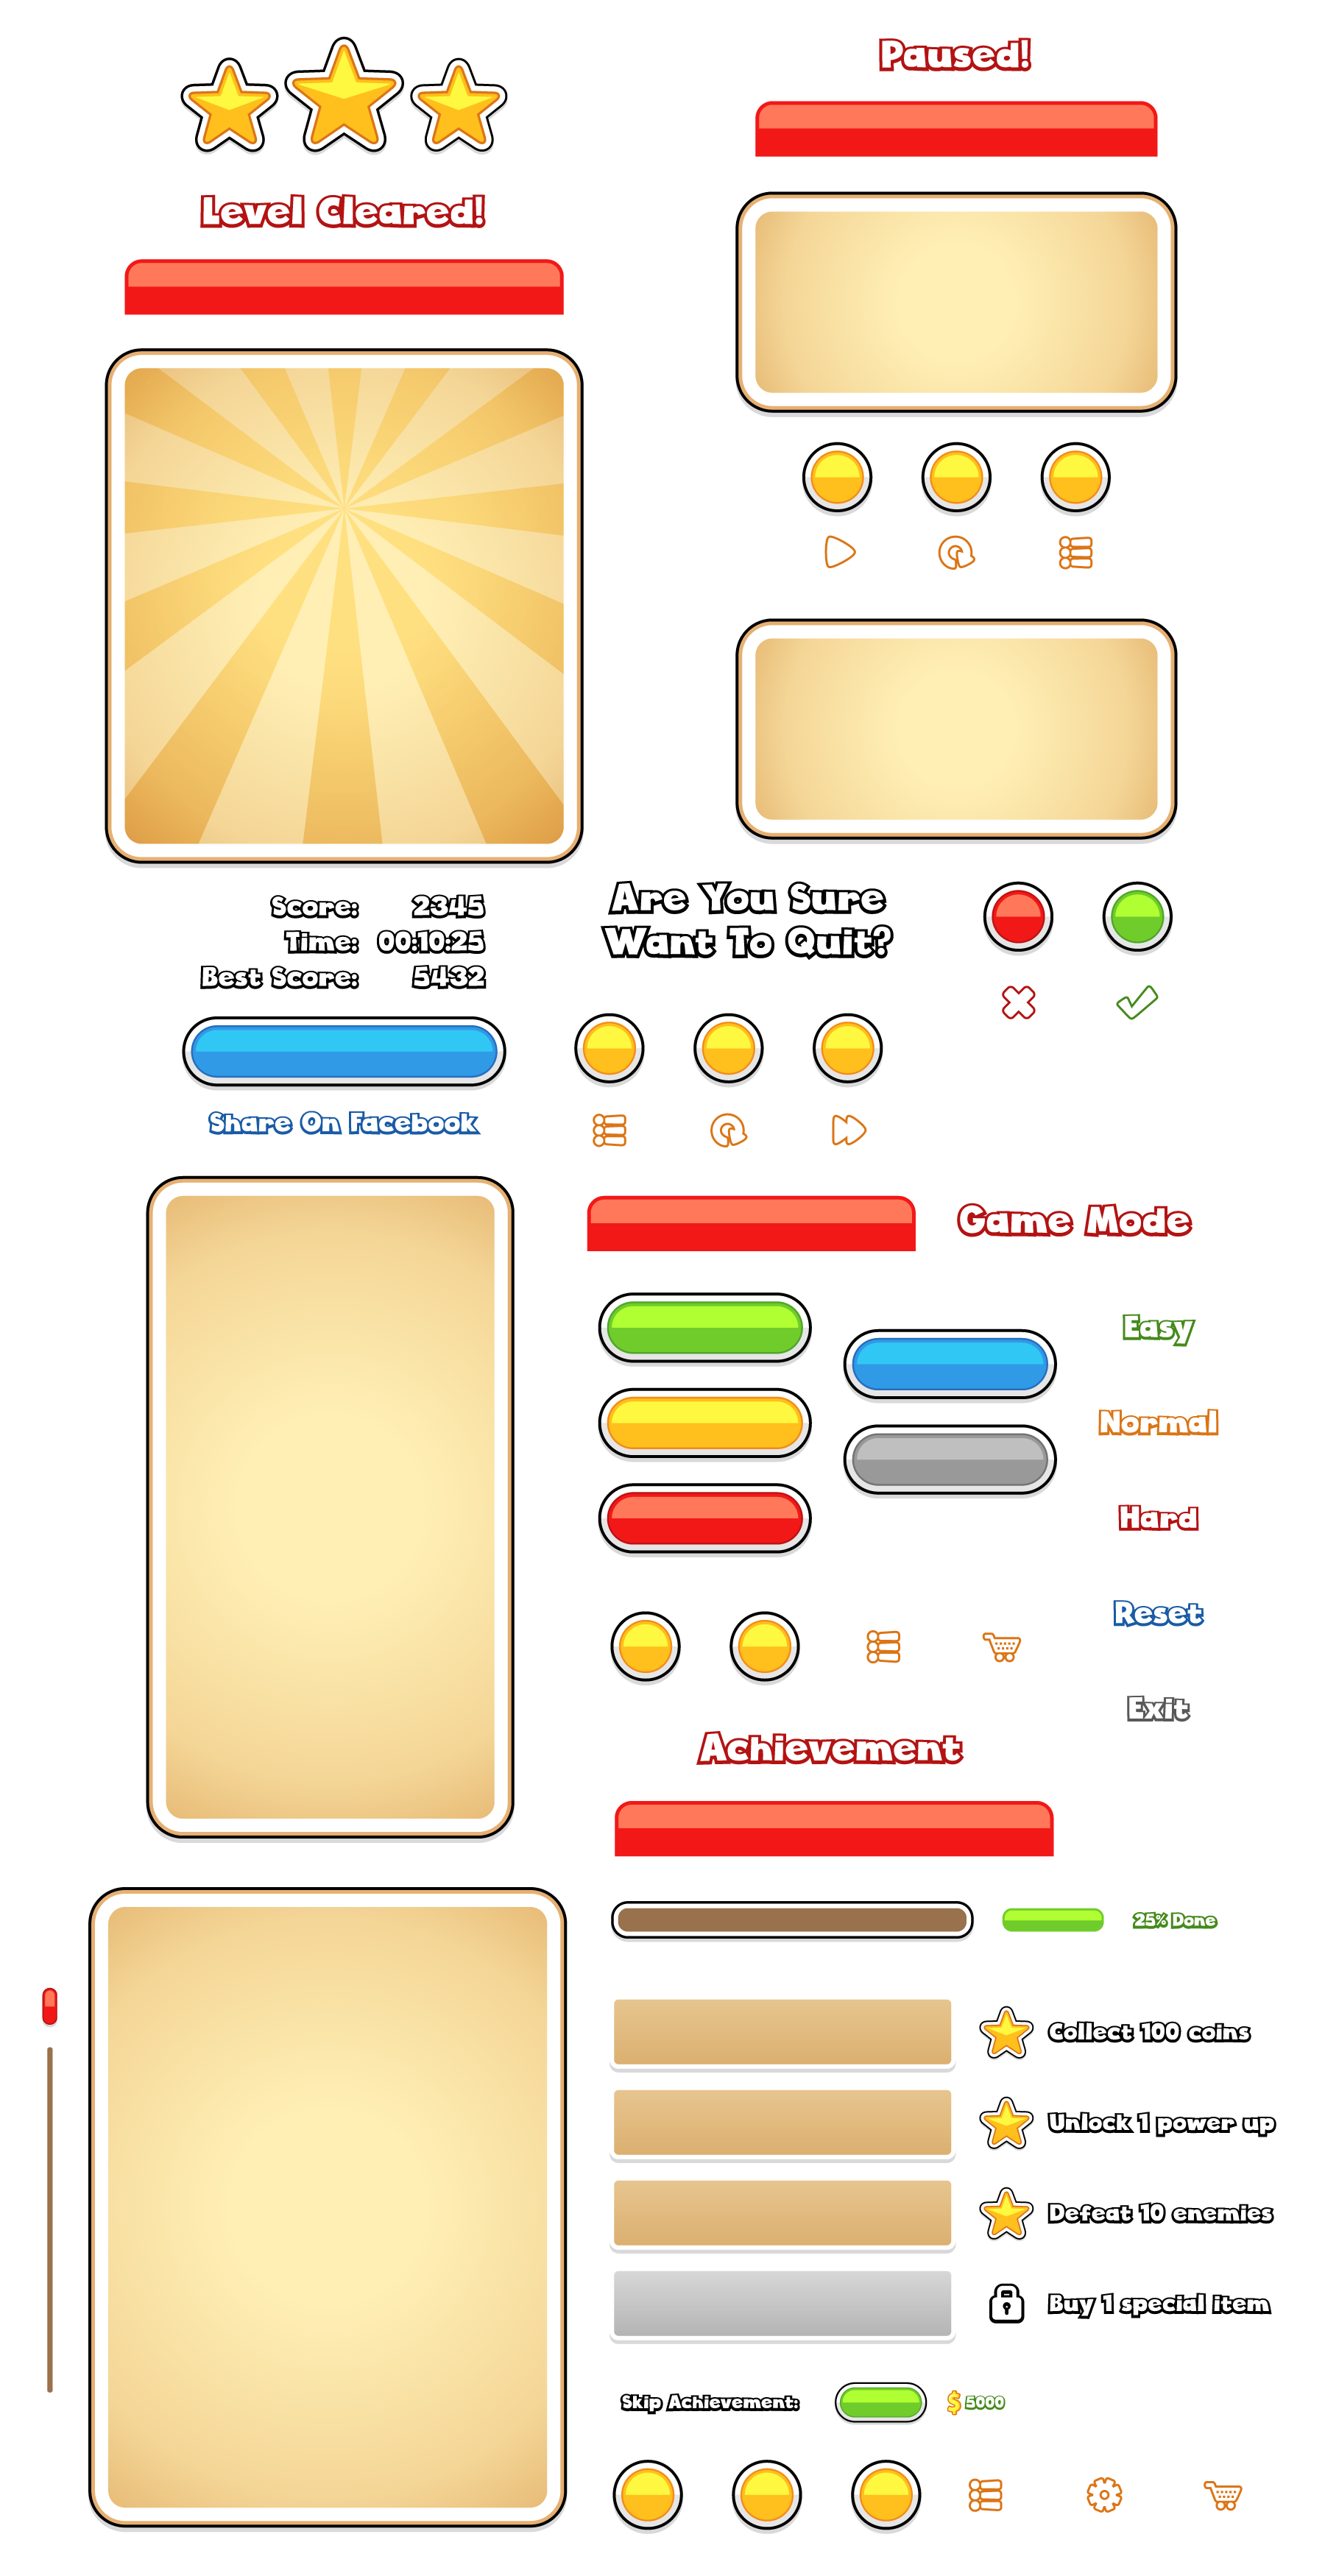 Paused!
Level Cleared!
Score: 2345
Time: 00:10:25
Best Score: 5432
Are You Sure
Want To Quit?
Share On Facebook
Game Mode
Easy
Normal
Hard
Reset
Exit
Achievement
25% Done
Collect 100 coins
Unlock 1 power up
Defeat 10 enemies
Buy 1 special item
Skip Achievement: $ 5000